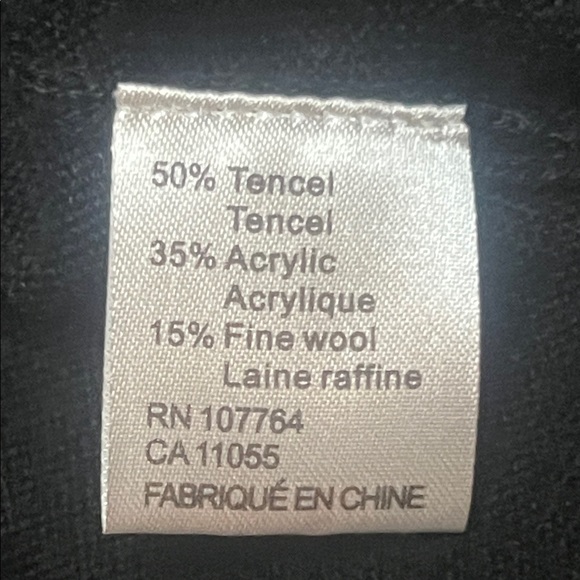 50% Tencel
Tencel
35% Acrylic
Acrylique
15% Fine wool
Laine raffine
RN 107764
CA 11055
FABRIQUÉ EN CHINE